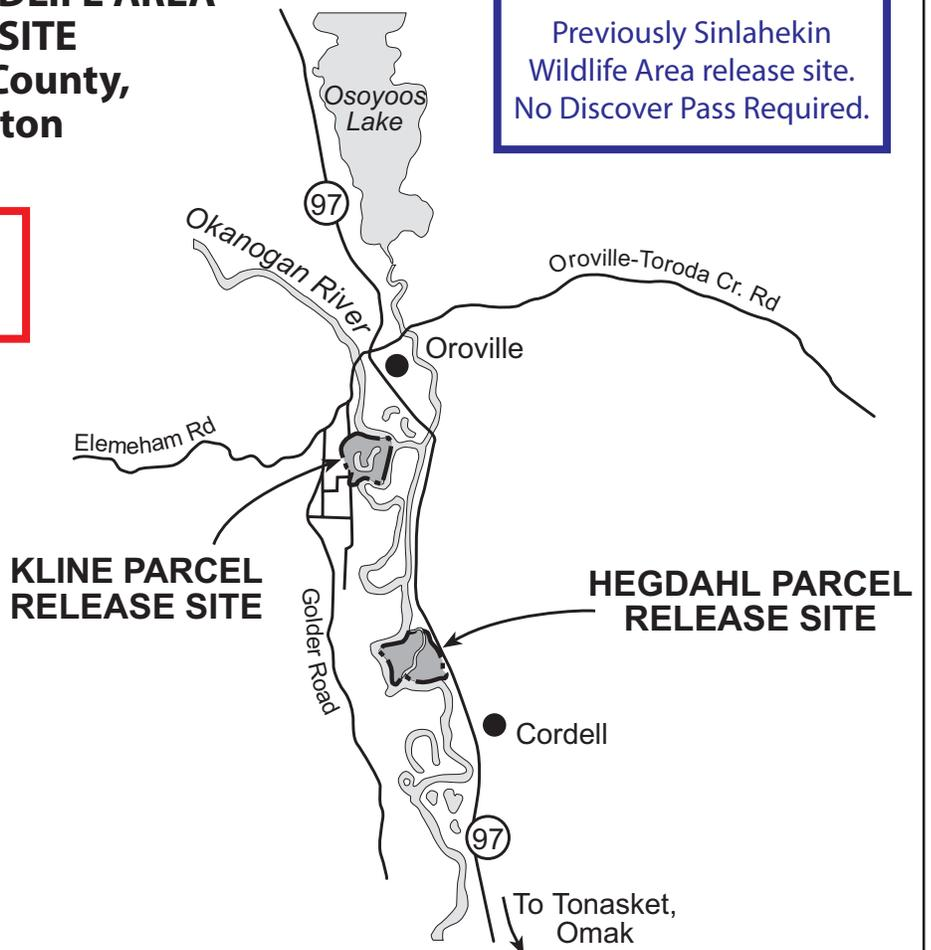 SITE
County,
Previously Sinlahekin
Wildlife Area release site.
No Discover Pass Required.
Osoyoos
Lake
97
Okanogan River
Oroville-Toroda Cr. Rd
Oroville
Elemeham Rd
KLINE PARCEL
RELEASE SITE
HEGDAHL PARCEL
RELEASE SITE
Golder Road
Cordell
97
To Tonasket,
Omak